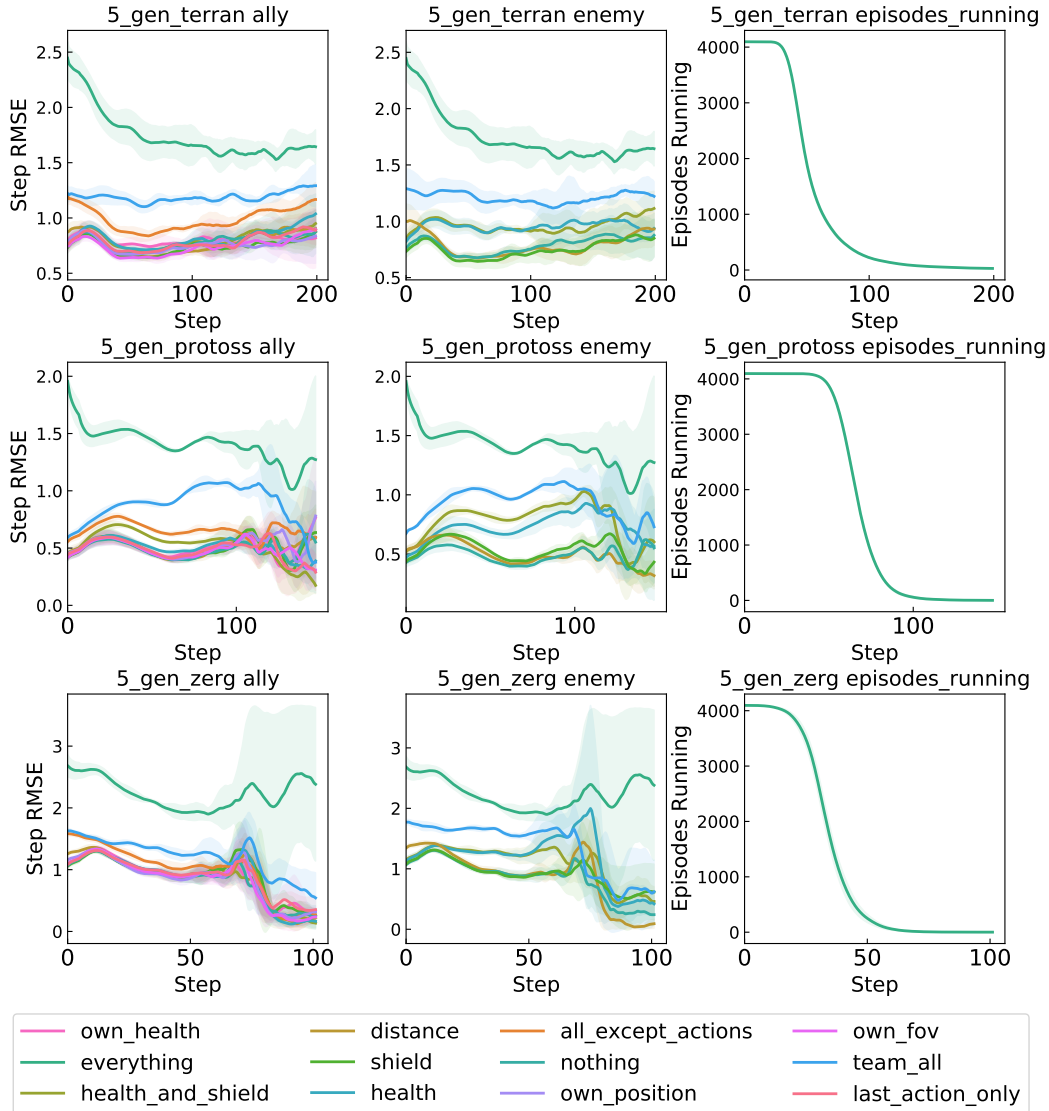 5_gen_terran ally 5_gen_terran enemy 5_gen_terran episodes_running
Step RMSE
2.5
2.0
1.5
1.0
0.5
0 100 200
Step
2.5
2.0
1.5
1.0
0.5
0 100 200
Step
Episodes Running
4000
3000
2000
1000
0
0 100 200
Step
5_gen_protoss ally 5_gen_protoss enemy 5_gen_protoss episodes_running
Step RMSE
2.0
1.5
1.0
0.5
0.0
0 100
Step
2.0
1.5
1.0
0.5
0 100
Step
Episodes Running
4000
3000
2000
1000
0
0 100
Step
5_gen_zerg ally 5_gen_zerg enemy 5_gen_zerg episodes_running
Step RMSE
3
2
1
0
0 50 100
Step
3
2
1
0
0 50 100
Step
Episodes Running
4000
3000
2000
1000
0
0 50 100
Step
own_health distance all_except_actions own_fov
everything shield nothing team_all
health_and_shield health own_position last_action_only